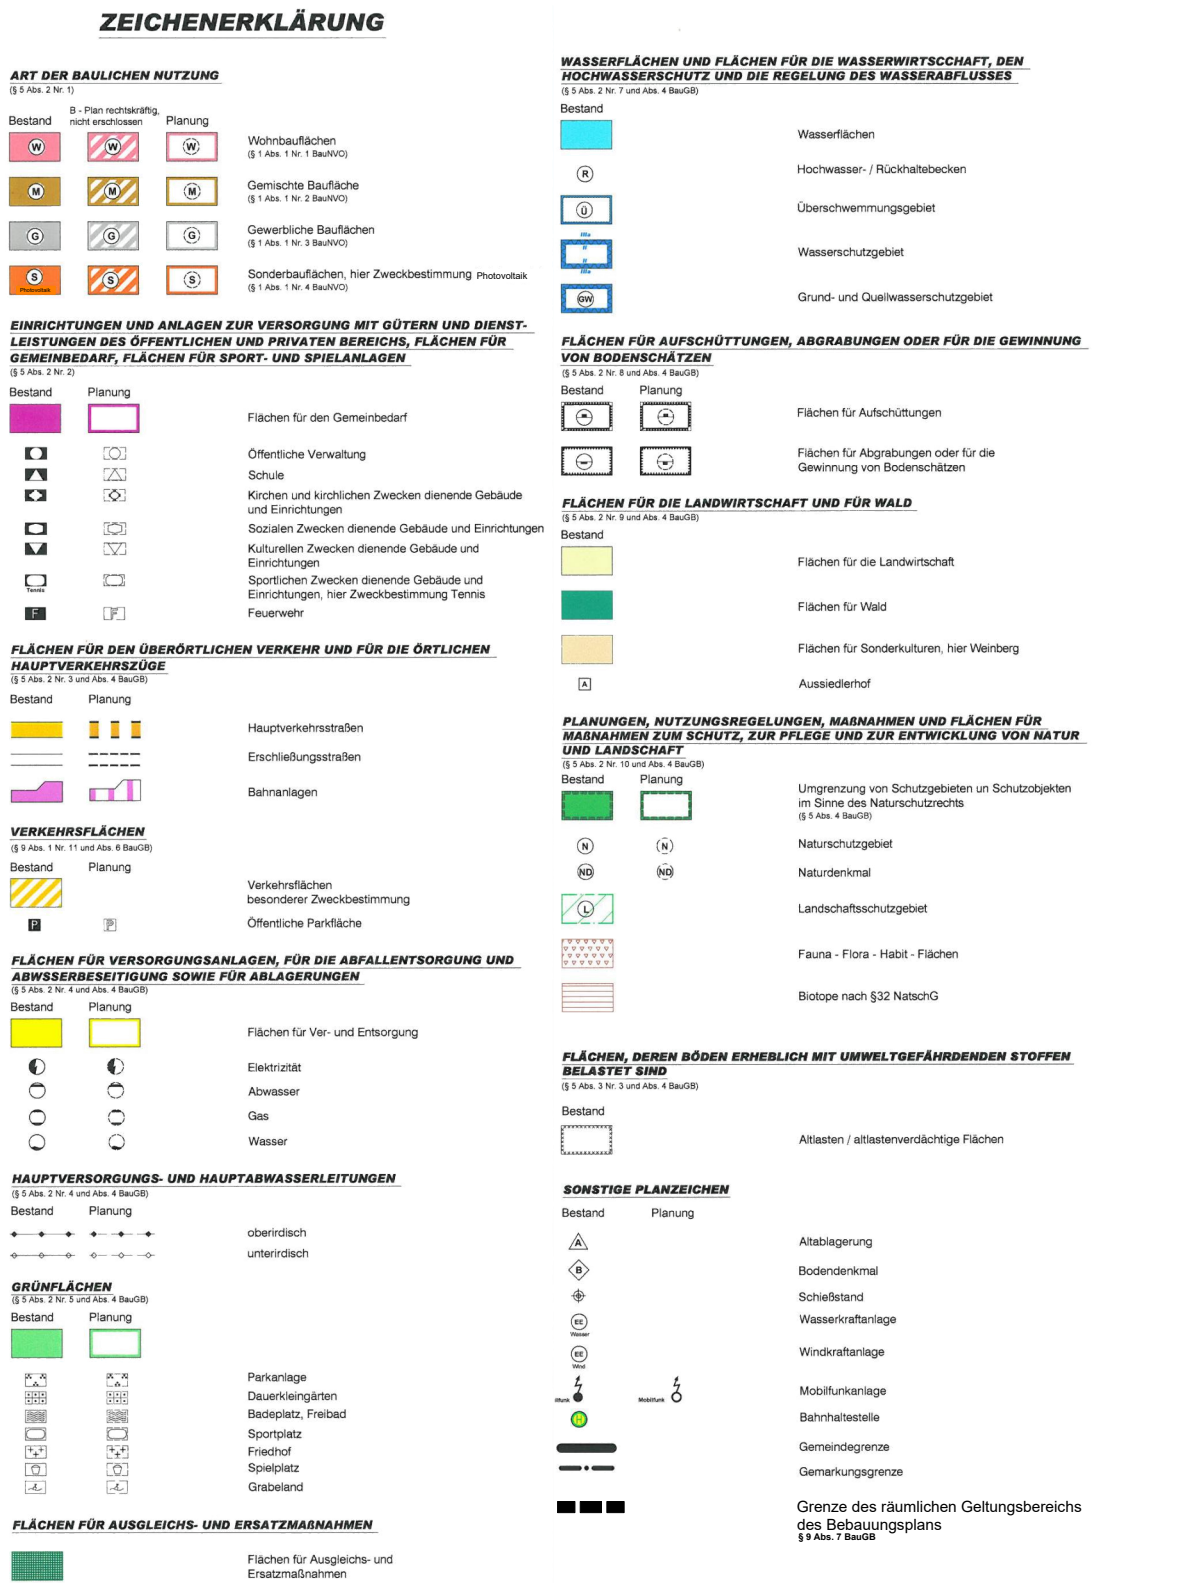 ZEICHENERKLÄRUNG
ART DER BAULICHEN NUTZUNG
(§ 5 Abs. 2 Nr. 1)
Bestand
B - Plan rechtskräftig,
nicht erschlossen
Planung
W W W
Wohnbauflächen
(§ 1 Abs. 1 Nr. 1 BauNVO)
M M M
Gemischte Baufläche
(§ 1 Abs. 1 Nr. 2 BauNVO)
G G G
Gewerbliche Bauflächen
(§ 1 Abs. 1 Nr. 3 BauNVO)
S S S
Photovoltaik
Sonderbauflächen, hier Zweckbestimmung Photovoltaik
(§ 1 Abs. 1 Nr. 4 BauNVO)
EINRICHTUNGEN UND ANLAGEN ZUR VERSORGUNG MIT GÜTERN UND DIENST-
LEISTUNGEN DES ÖFFENTLICHEN UND PRIVATEN BEREICHS, FLÄCHEN FÜR
GEMEINBEDARF, FLÄCHEN FÜR SPORT- UND SPIELANLAGEN
(§ 5 Abs. 2 Nr. 2)
Bestand Planung
Flächen für den Gemeinbedarf
Öffentliche Verwaltung
Schule
Kirchen und kirchlichen Zwecken dienende Gebäude
und Einrichtungen
Sozialen Zwecken dienende Gebäude und Einrichtungen
Kulturellen Zwecken dienende Gebäude und
Einrichtungen
Tennis
Sportlichen Zwecken dienende Gebäude und
Einrichtungen, hier Zweckbestimmung Tennis
F F
Feuerwehr
FLÄCHEN FÜR DEN ÜBERÖRTLICHEN VERKEHR UND FÜR DIE ÖRTLICHEN
HAUPTVERKEHRSZÜGE
(§ 5 Abs. 2 Nr. 3 und Abs. 4 BauGB)
Bestand Planung
Hauptverkehrsstraßen
Erschließungsstraßen
Bahnanlagen
VERKEHRSFLÄCHEN
(§ 9 Abs. 1 Nr. 11 und Abs. 6 BauGB)
Bestand Planung
Verkehrsflächen
besonderer Zweckbestimmung
P P
Öffentliche Parkfläche
FLÄCHEN FÜR VERSORGUNGSANLAGEN, FÜR DIE ABFALLENTSORGUNG UND
ABWSSERBESEITIGUNG SOWIE FÜR ABLAGERUNGEN
(§ 5 Abs. 2 Nr. 4 und Abs. 4 BauGB)
Bestand Planung
Flächen für Ver- und Entsorgung
Elektrizität
Abwasser
Gas
Wasser
HAUPTVERSORGUNGS- UND HAUPTABWASSERLEITUNGEN
(§ 5 Abs. 2 Nr. 4 und Abs. 4 BauGB)
Bestand Planung
oberirdisch
unterirdisch
GRÜNFLÄCHEN
(§ 5 Abs. 2 Nr. 5 und Abs. 4 BauGB)
Bestand Planung
Parkanlage
Dauerkleingärten
Badeplatz, Freibad
Sportplatz
Friedhof
Spielplatz
Grabeland
FLÄCHEN FÜR AUSGLEICHS- UND ERSATZMAßNAHMEN
Flächen für Ausgleichs- und
Ersatzmaßnahmen
WASSERFLÄCHEN UND FLÄCHEN FÜR DIE WASSERWIRTSCCHAFT, DEN
HOCHWASSERSCHUTZ UND DIE REGELUNG DES WASSERABFLUSSES
(§ 5 Abs. 2 Nr. 7 und Abs. 4 BauGB)
Bestand
Wasserflächen
R
Hochwasser- / Rückhaltebecken
Ü
Überschwemmungsgebiet
IIIa
II
II
IIIa
Wasserschutzgebiet
GW
Grund- und Quellwasserschutzgebiet
FLÄCHEN FÜR AUFSCHÜTTUNGEN, ABGRABUNGEN ODER FÜR DIE GEWINNUNG
VON BODENSCHÄTZEN
(§ 5 Abs. 2 Nr. 8 und Abs. 4 BauGB)
Bestand Planung
Flächen für Aufschüttungen
Flächen für Abgrabungen oder für die
Gewinnung von Bodenschätzen
FLÄCHEN FÜR DIE LANDWIRTSCHAFT UND FÜR WALD
(§ 5 Abs. 2 Nr. 9 und Abs. 4 BauGB)
Bestand
Flächen für die Landwirtschaft
Flächen für Wald
Flächen für Sonderkulturen, hier Weinberg
A
Aussiedlerhof
PLANUNGEN, NUTZUNGSREGELUNGEN, MAßNAHMEN UND FLÄCHEN FÜR
MAßNAHMEN ZUM SCHUTZ, ZUR PFLEGE UND ZUR ENTWICKLUNG VON NATUR
UND LANDSCHAFT
(§ 5 Abs. 2 Nr. 10 und Abs. 4 BauGB)
Bestand Planung
Umgrenzung von Schutzgebieten un Schutzobjekten
im Sinne des Naturschutzrechts
(§ 5 Abs. 4 BauGB)
N N
Naturschutzgebiet
ND ND
Naturdenkmal
L
Landschaftsschutzgebiet
Fauna - Flora - Habit - Flächen
Biotope nach §32 NatschG
FLÄCHEN, DEREN BÖDEN ERHEBLICH MIT UMWELTGEFÄHRDENDEN STOFFEN
BELASTET SIND
(§ 5 Abs. 3 Nr. 3 und Abs. 4 BauGB)
Bestand
Altlasten / altlastenverdächtige Flächen
SONSTIGE PLANZEICHEN
Bestand Planung
A
Altablagerung
B
Bodendenkmal
Schießstand
EE
Wasser
Wasserkraftanlage
EE
Wind
Windkraftanlage
Mobilfunk
Mobilfunkanlage
H
Bahnhaltestelle
Gemeindegrenze
Gemarkungsgrenze
Grenze des räumlichen Geltungsbereichs
des Bebauungsplans
§ 9 Abs. 7 BauGB